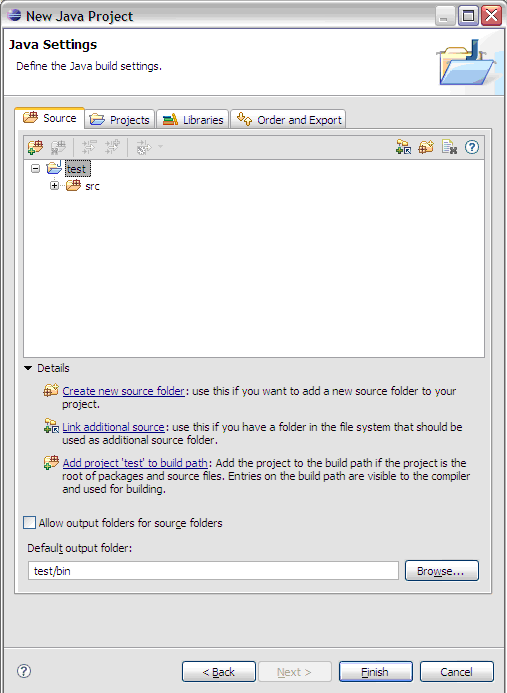 New Java Project
Java Settings
Define the Java build settings.
Source Projects Libraries Order and Export
test
src
Details
Create new source folder: use this if you want to add a new source folder to your
project.
Link additional source: use this if you have a folder in the file system that should be
used as additional source folder.
Add project 'test' to build path: Add the project to the build path if the project is the
root of packages and source files. Entries on the build path are visible to the compiler
and used for building.
Allow output folders for source folders
Default output folder:
test/bin
Browse...
< Back Next > Finish Cancel